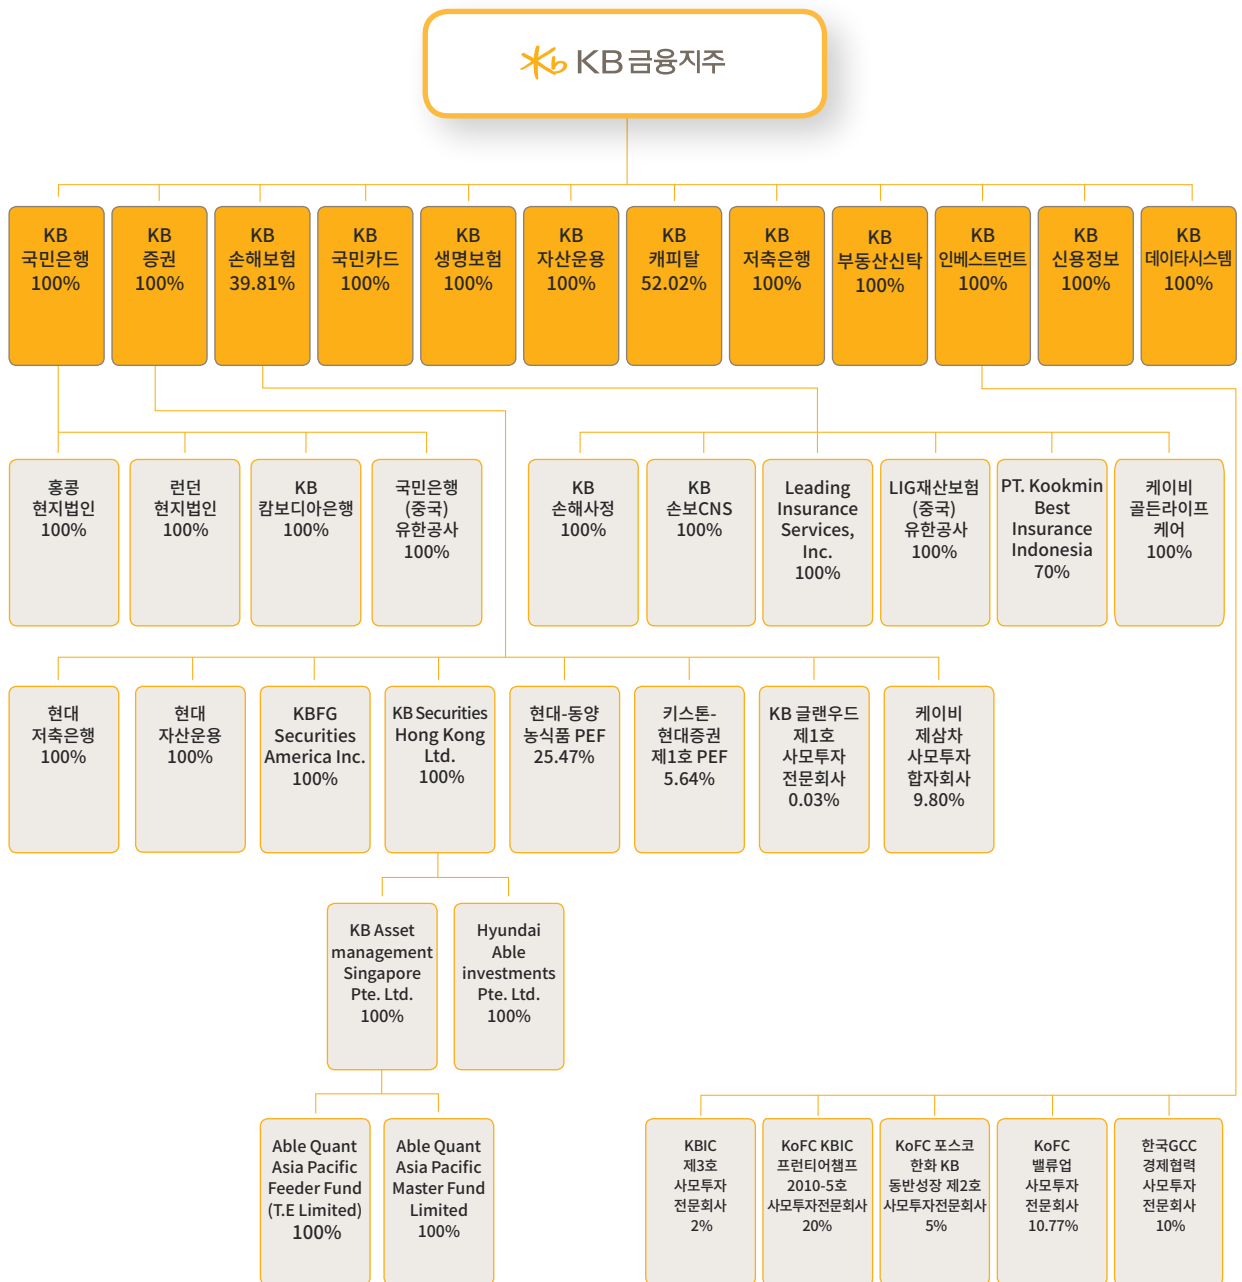 KB금융지주
KB
국민은행
100%
KB
증권
100%
KB
손해보험
39.81%
KB
국민카드
100%
KB
생명보험
100%
KB
자산운용
100%
KB
캐피탈
52.02%
KB
저축은행
100%
KB
부동산신탁
100%
KB
인베스트먼트
100%
KB
신용정보
100%
KB
데이타시스템
100%
홍콩
현지법인
100%
런던
현지법인
100%
KB
캄보디아은행
100%
국민은행
(중국)
유한공사
100%
KB
손해사정
100%
KB
손보CNS
100%
Leading
Insurance
Services,
Inc.
100%
LIG재산보험
(중국)
유한공사
100%
PT. Kookmin
Best
Insurance
Indonesia
70%
케이비
골든라이프
케어
100%
현대
저축은행
100%
현대
자산운용
100%
KBFG
Securities
America Inc.
100%
KB Securities
Hong Kong
Ltd.
100%
현대-동양
농식품 PEF
25.47%
키스톤-
현대증권
제1호 PEF
5.64%
KB 글랜우드
제1호
사모투자
전문회사
0.03%
케이비
제삼차
사모투자
합자회사
9.80%
KB Asset
management
Singapore
Pte. Ltd.
100%
Hyundai
Able
investments
Pte. Ltd.
100%
Able Quant
Asia Pacific
Feeder Fund
(T.E Limited)
100%
Able Quant
Asia Pacific
Master Fund
Limited
100%
KBIC
제3호
사모투자
전문회사
2%
KoFC KBIC
프런티어챔프
2010-5호
사모투자전문회사
20%
KoFC 포스코
한화 KB
동반성장 제2호
사모투자전문회사
5%
KoFC
밸류업
사모투자
전문회사
10.77%
한국GCC
경제협력
사모투자
전문회사
10%